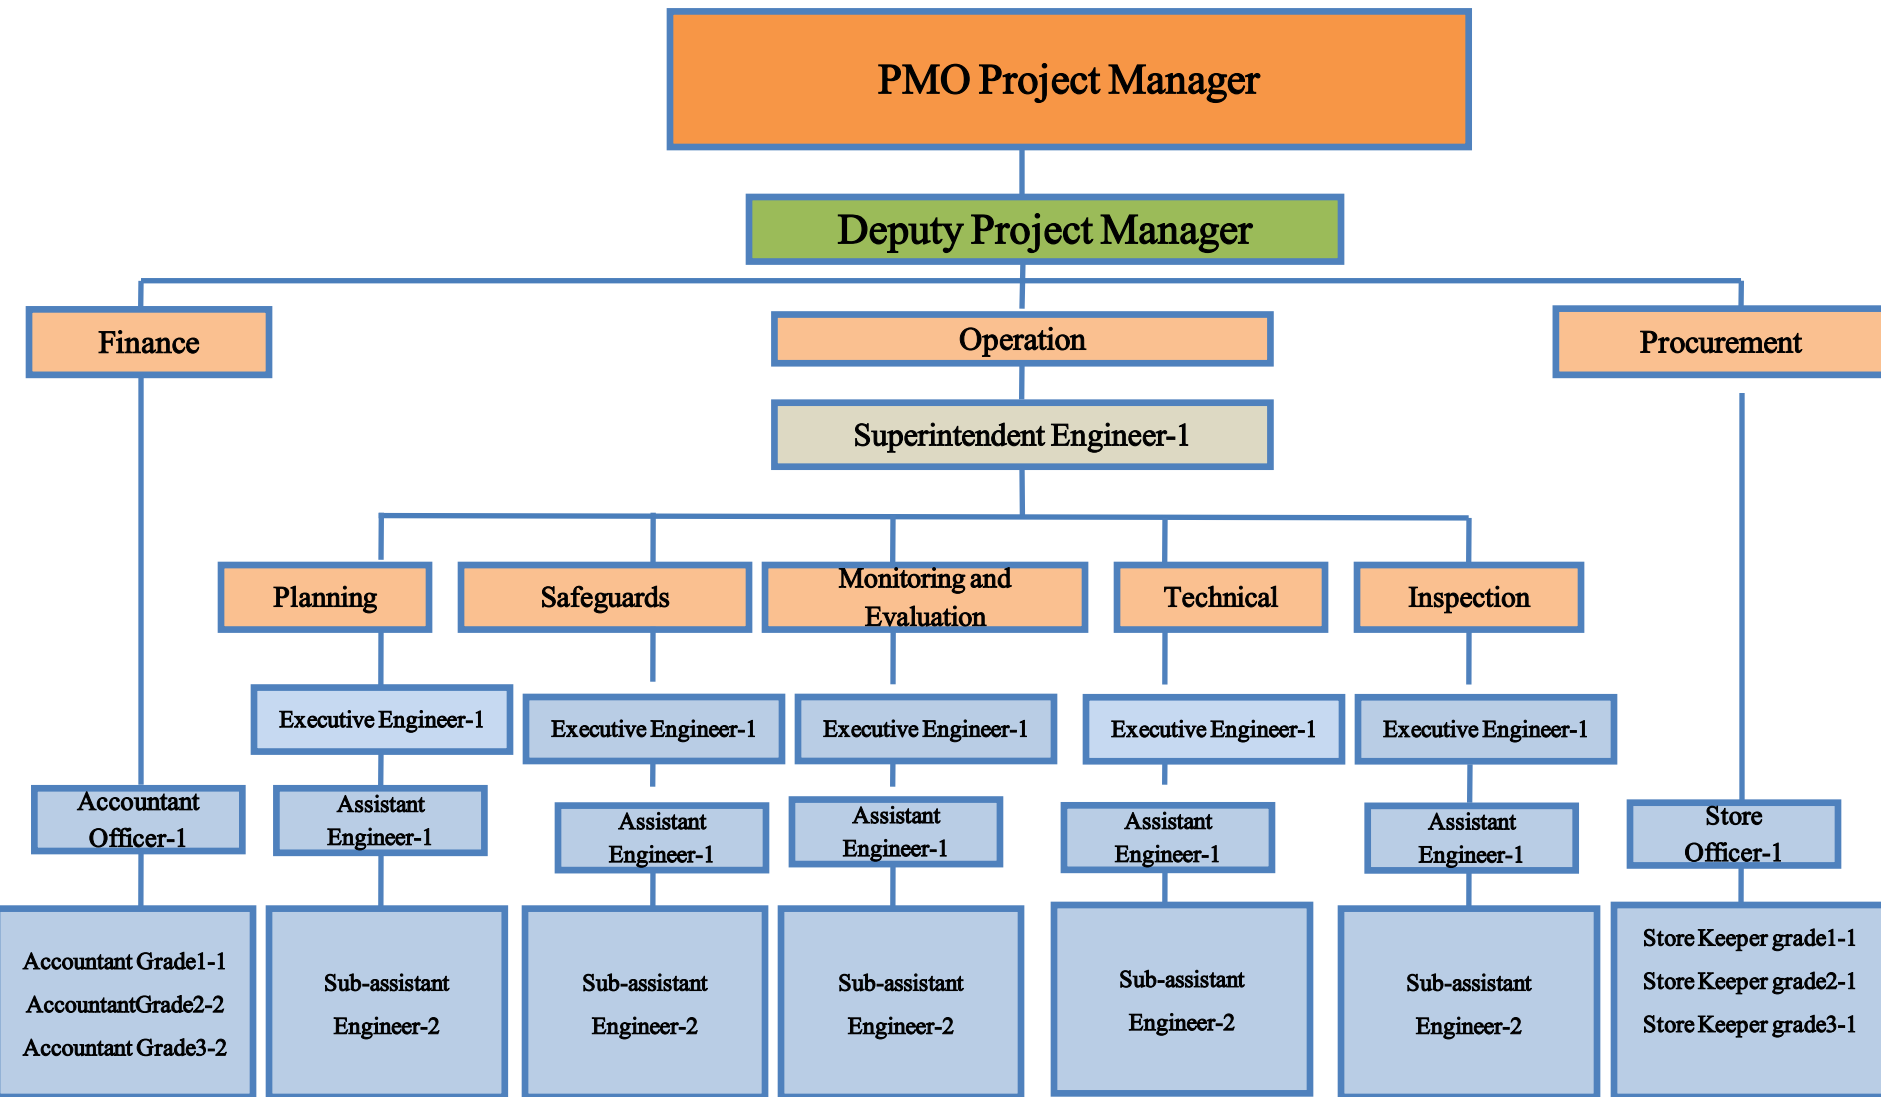 PMO Project Manager
Deputy Project Manager
Finance
Operation
Procurement
Superintendent Engineer-1
Planning
Safeguards
Monitoring and
Evaluation
Technical
Inspection
Executive Engineer-1
Executive Engineer-1
Executive Engineer-1
Executive Engineer-1
Executive Engineer-1
Accountant
Officer-1
Assistant
Engineer-1
Assistant
Engineer-1
Assistant
Engineer-1
Assistant
Engineer-1
Assistant
Engineer-1
Store
Officer-1
Accountant Grade1-1
AccountantGrade2-2
Accountant Grade3-2
Sub-assistant
Engineer-2
Sub-assistant
Engineer-2
Sub-assistant
Engineer-2
Sub-assistant
Engineer-2
Sub-assistant
Engineer-2
Store Keeper grade1-1
Store Keeper grade2-1
Store Keeper grade3-1